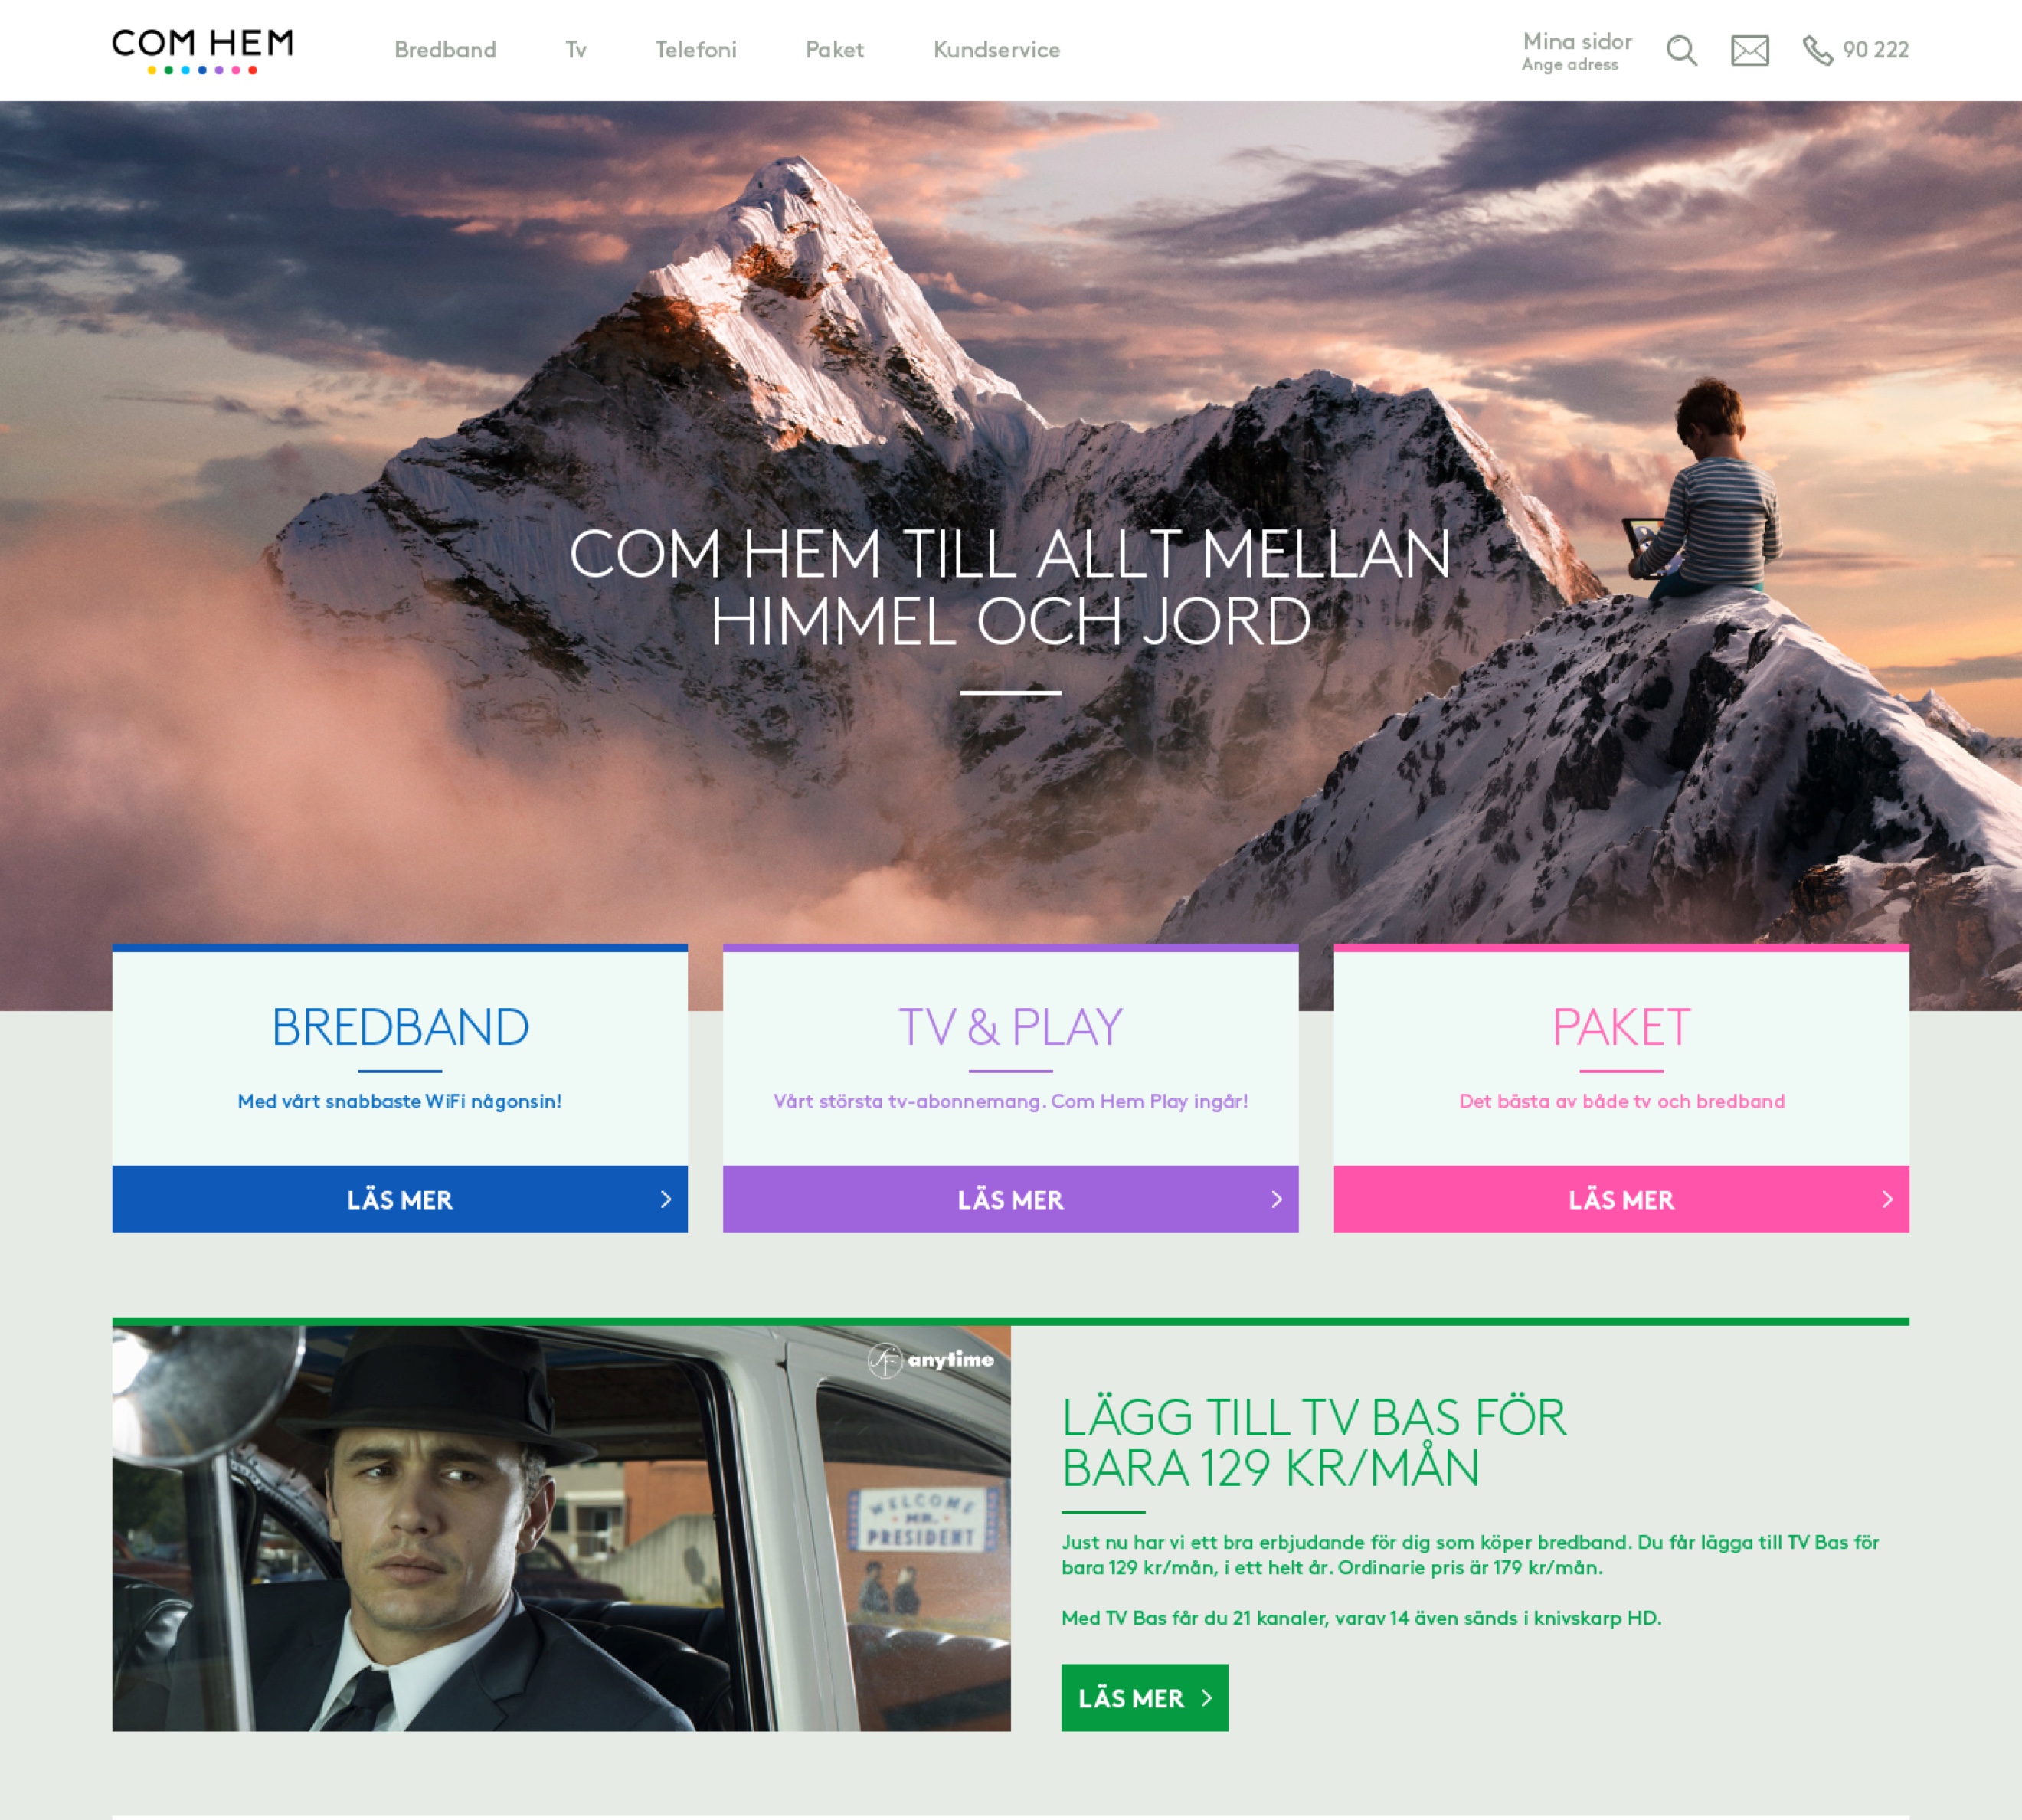 COM HEM
Bredband
Tv
Telefoni
Paket
Kundservice
Mina sidor
Ange adress
90 222
COM HEM TILL ALLT MELLAN
HIMMEL OCH JORD
BREDBAND
Med vårt snabbaste WiFi någonsin!
LÄS MER
TV & PLAY
Vårt största tv-abonnemang. Com Hem Play ingår!
LÄS MER
PAKET
Det bästa av både tv och bredband
LÄS MER
SF anytime
WELCOME
MR.
PRESIDENT
LÄGG TILL TV BAS FÖR
BARA 129 KR/MÅN
Just nu har vi ett bra erbjudande för dig som köper bredband. Du får lägga till TV Bas för
bara 129 kr/mån, i ett helt år. Ordinarie pris är 179 kr/mån.
Med TV Bas får du 21 kanaler, varav 14 även sänds i knivskarp HD.
LÄS MER